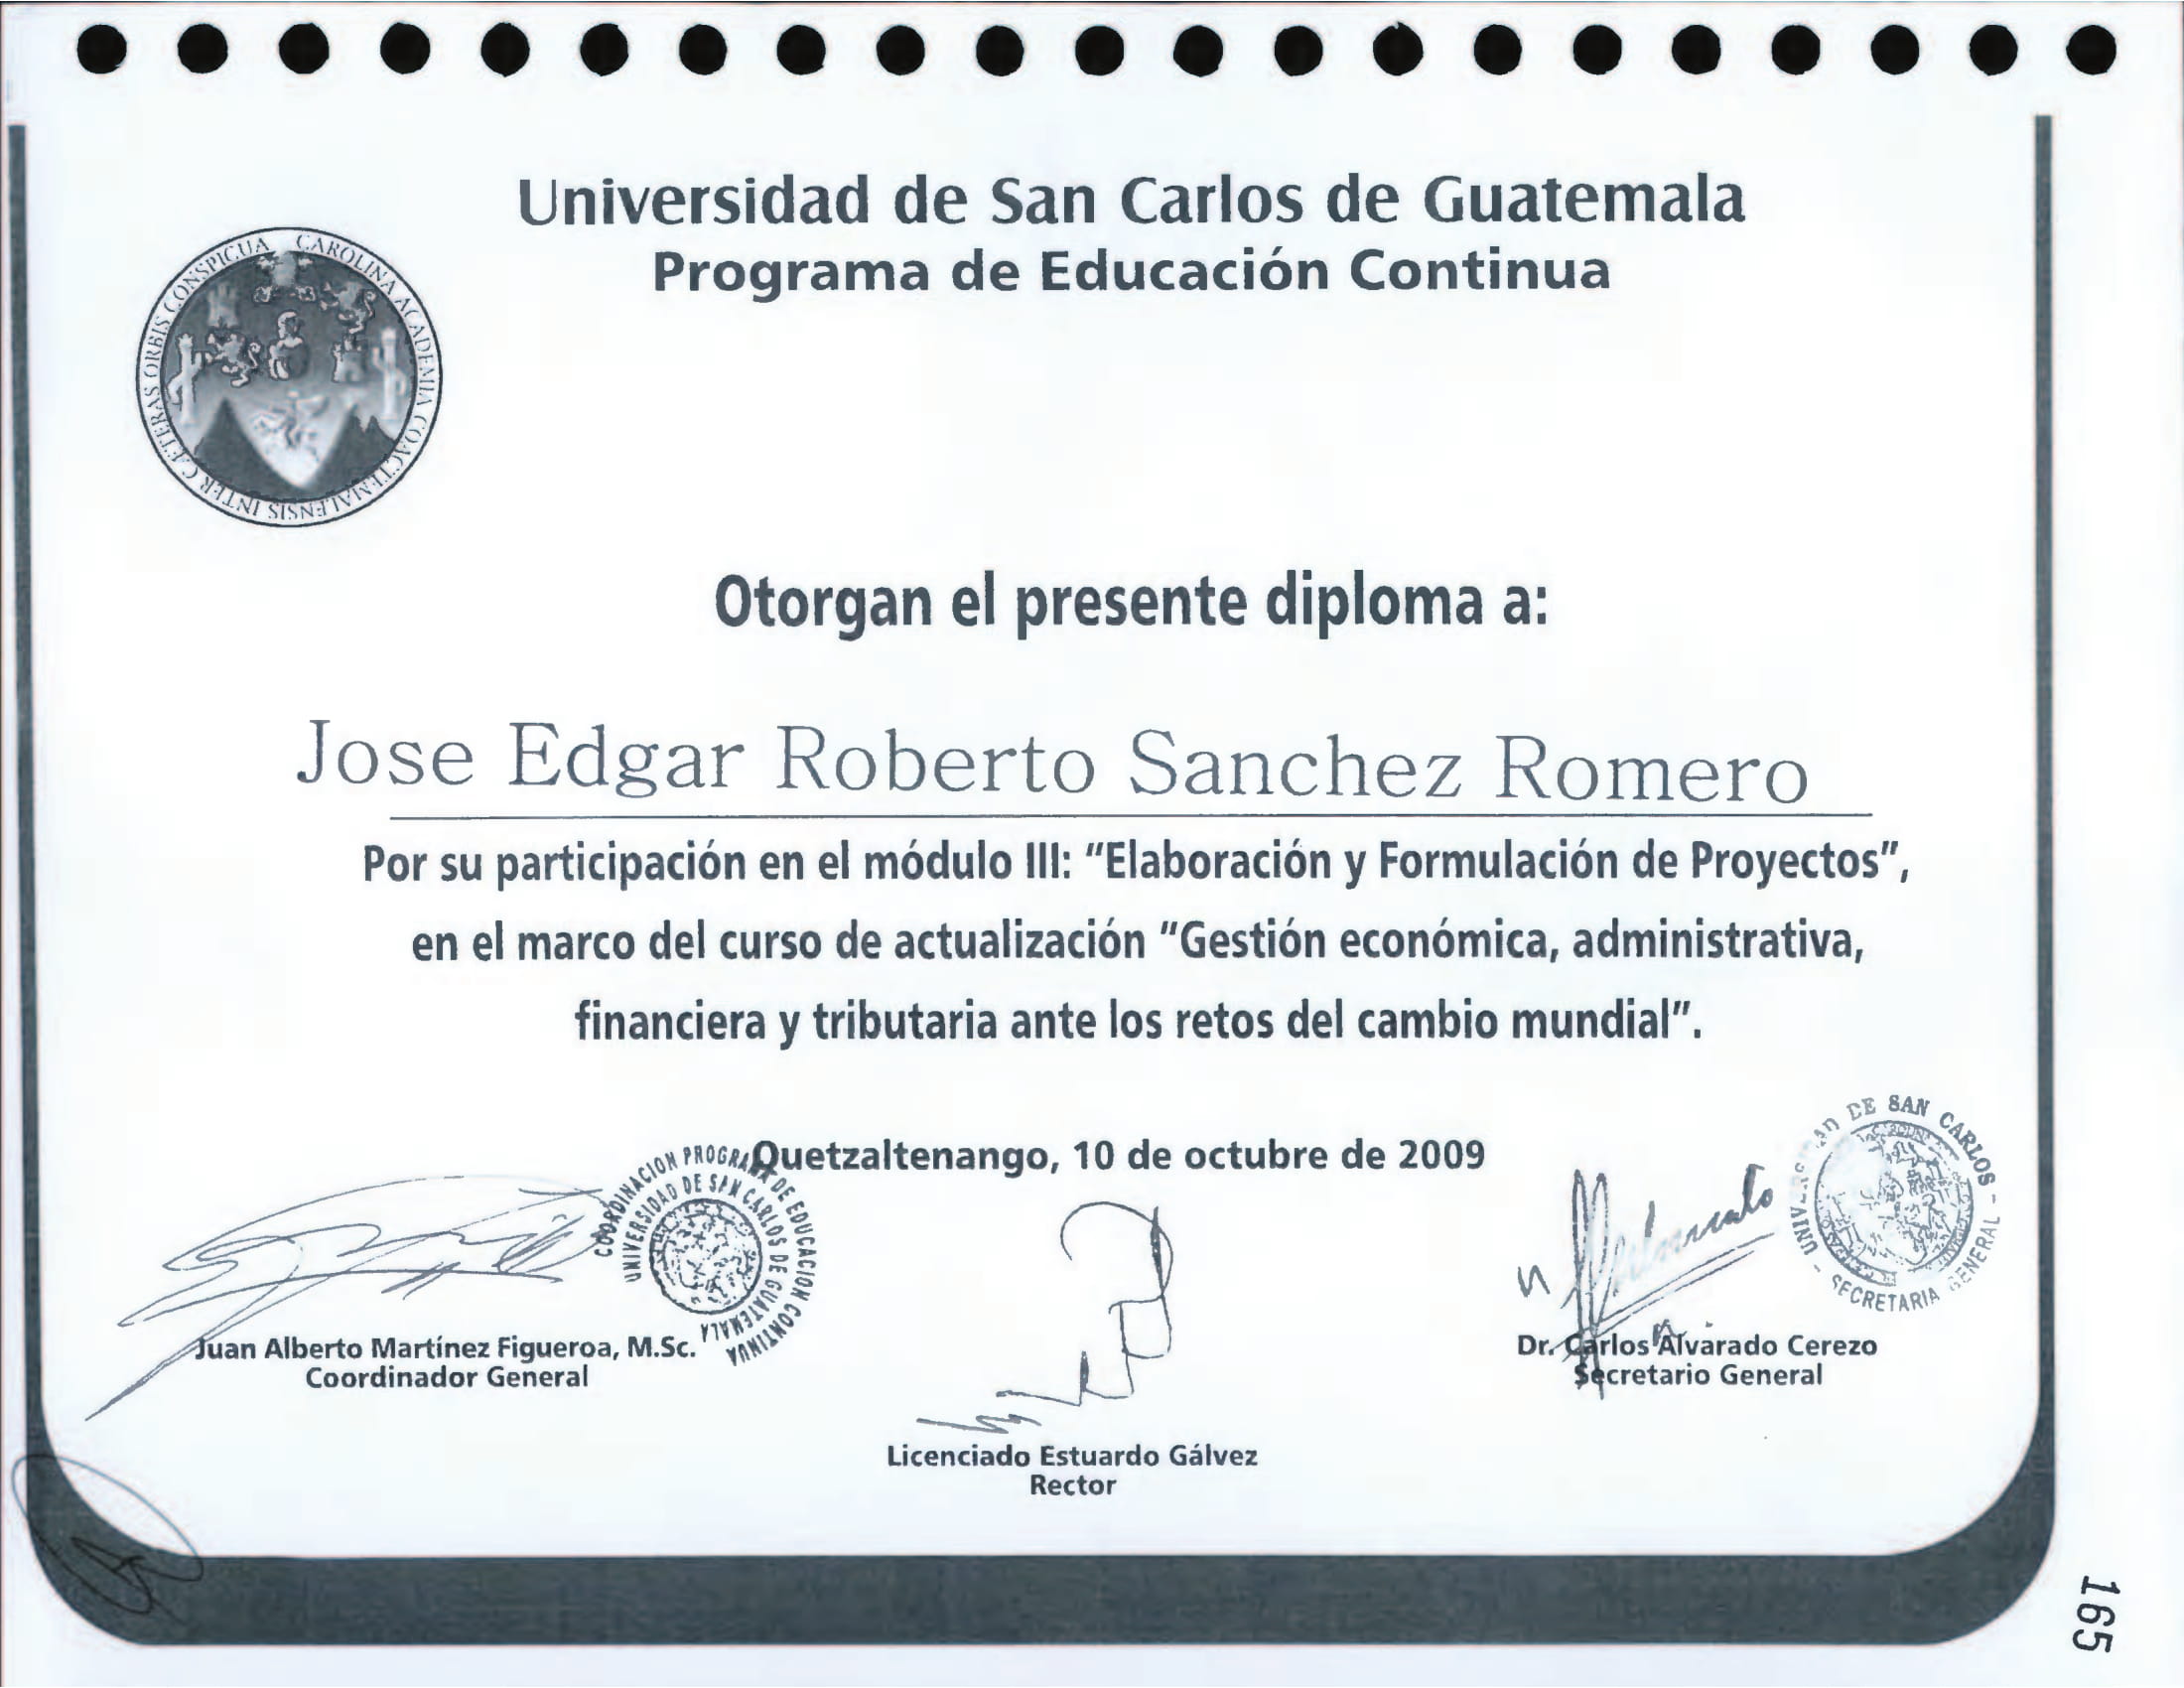 Universidad de San Carlos de Guatemala
Programa de Educación Continua
CAROLINA ACADEMIA COACTEMALENSIS INTER CÆTERAS ORBIS CONSPICUA
Otorgan el presente diploma a:
Jose Edgar Roberto Sanchez Romero
Por su participación en el módulo III: “Elaboración y Formulación de Proyectos”,
en el marco del curso de actualización “Gestión económica, administrativa,
financiera y tributaria ante los retos del cambio mundial”.
Quetzaltenango, 10 de octubre de 2009
COORDINACION PROGRAMA DE EDUCACION CONTINUA
UNIVERSIDAD DE SAN CARLOS DE GUATEMALA
UNIVERSIDAD DE SAN CARLOS - SECRETARIA GENERAL -
Juan Alberto Martínez Figueroa, M.Sc.
Coordinador General
Dr. Carlos Alvarado Cerezo
Secretario General
Licenciado Estuardo Gálvez
Rector
165